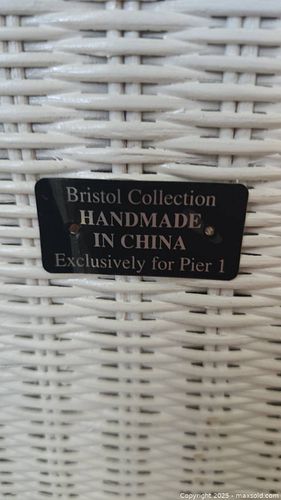 Bristol Collection
HANDMADE
IN CHINA
Exclusively for Pier 1
Copyright 2025 - maxsold.com